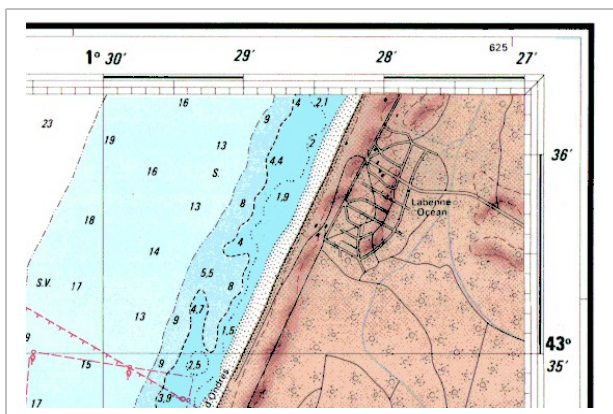 625
1° 30' 29' 28' 27'
16 14 2,1
9
23
19 13 2
36'
16 S. 4,4
1,9
13 8 Labenne
Océan
18
4
14
5,5
8
S.V. 17
4,7
13 9 1,5
43°
9 15 9 2,5 35'
3,9
17
d'Ondres